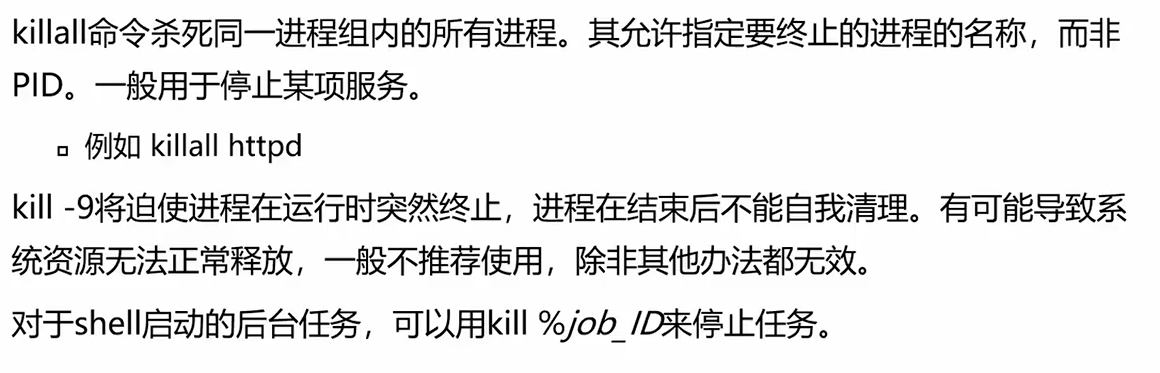 killall命令杀死同一进程组内的所有进程。其允许指定要终止的进程的名称，而非
PID。一般用于停止某项服务。
▫ 例如 killall httpd
kill -9将迫使进程在运行时突然终止，进程在结束后不能自我清理。有可能导致系
统资源无法正常释放，一般不推荐使用，除非其他办法都无效。
对于shell启动的后台任务，可以用kill %job_ID来停止任务。